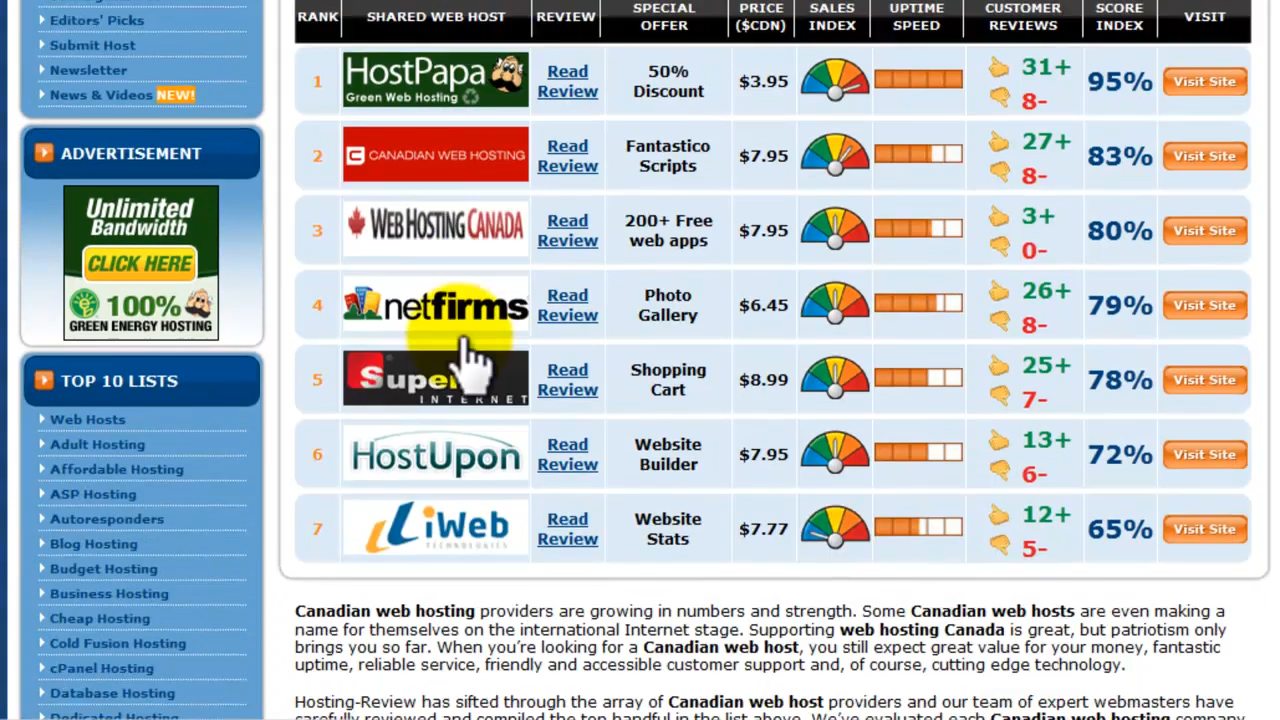 Editors' Picks
Submit Host
Newsletter
News & Videos NEW!
ADVERTISEMENT
Unlimited
Bandwidth
CLICK HERE
100%
GREEN ENERGY HOSTING
TOP 10 LISTS
Web Hosts
Adult Hosting
Affordable Hosting
ASP Hosting
Autoresponders
Blog Hosting
Budget Hosting
Business Hosting
Cheap Hosting
Cold Fusion Hosting
cPanel Hosting
Database Hosting
Dedicated Hosting
RANK SHARED WEB HOST REVIEW SPECIAL OFFER PRICE ($CDN) SALES INDEX UPTIME SPEED CUSTOMER REVIEWS SCORE INDEX VISIT
1 HostPapa Green Web Hosting Read Review 50% Discount $3.95 31+ 8- 95% Visit Site
2 CANADIAN WEB HOSTING Read Review Fantastico Scripts $7.95 27+ 8- 83% Visit Site
3 WEB HOSTING CANADA Read Review 200+ Free web apps $7.95 3+ 0- 80% Visit Site
4 netfirms Read Review Photo Gallery $6.45 26+ 8- 79% Visit Site
5 Super INTERNET Read Review Shopping Cart $8.99 25+ 7- 78% Visit Site
6 HostUpon Read Review Website Builder $7.95 13+ 6- 72% Visit Site
7 iWeb TECHNOLOGIES Read Review Website Stats $7.77 12+ 5- 65% Visit Site
Canadian web hosting providers are growing in numbers and strength. Some Canadian web hosts are even making a
name for themselves on the international Internet stage. Supporting web hosting Canada is great, but patriotism only
brings you so far. When you're looking for a Canadian web host, you still expect great value for your money, fantastic
uptime, reliable service, friendly and accessible customer support and, of course, cutting edge technology.
Hosting-Review has sifted through the array of Canadian web host providers and our team of expert webmasters have
carefully reviewed and compiled the top handful in the list above. We've evaluated each Canadian web hosting company